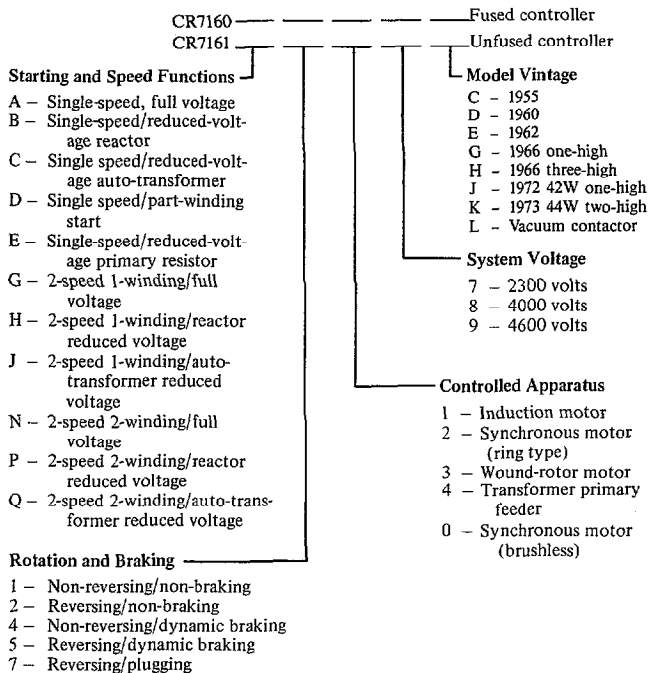 CR7160 Fused controller
CR7161 Unfused controller
Starting and Speed Functions
A – Single-speed, full voltage
B – Single-speed/reduced-volt-
age reactor
C – Single speed/reduced-volt-
age auto-transformer
D – Single speed/part-winding
start
E – Single-speed/reduced-volt-
age primary resistor
G – 2-speed 1-winding/full
voltage
H – 2-speed 1-winding/reactor
reduced voltage
J – 2-speed 1-winding/auto-
transformer reduced
voltage
N – 2-speed 2-winding/full
voltage
P – 2-speed 2-winding/reactor
reduced voltage
Q – 2-speed 2-winding/auto-trans-
former reduced voltage
Rotation and Braking
1 – Non-reversing/non-braking
2 – Reversing/non-braking
4 – Non-reversing/dynamic braking
5 – Reversing/dynamic braking
7 – Reversing/plugging
Model Vintage
C – 1955
D – 1960
E – 1962
G – 1966 one-high
H – 1966 three-high
J – 1972 42W one-high
K – 1973 44W two-high
L – Vacuum contactor
System Voltage
7 – 2300 volts
8 – 4000 volts
9 – 4600 volts
Controlled Apparatus
1 – Induction motor
2 – Synchronous motor
(ring type)
3 – Wound-rotor motor
4 – Transformer primary
feeder
0 – Synchronous motor
(brushless)